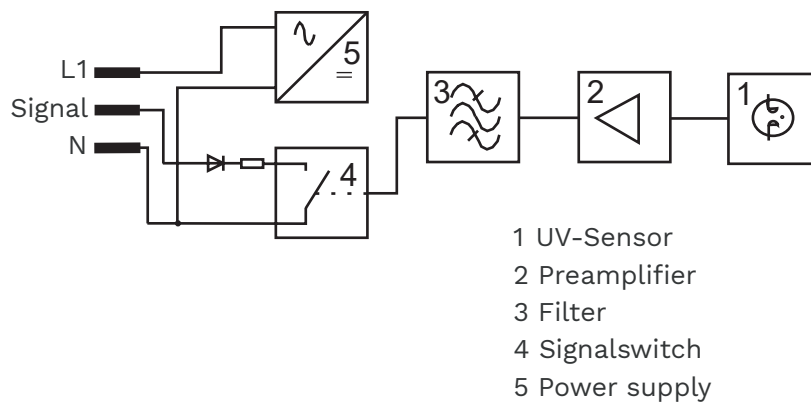 L1
Signal
N
5
=
4
3
2
1
1 UV-Sensor
2 Preamplifier
3 Filter
4 Signalswitch
5 Power supply